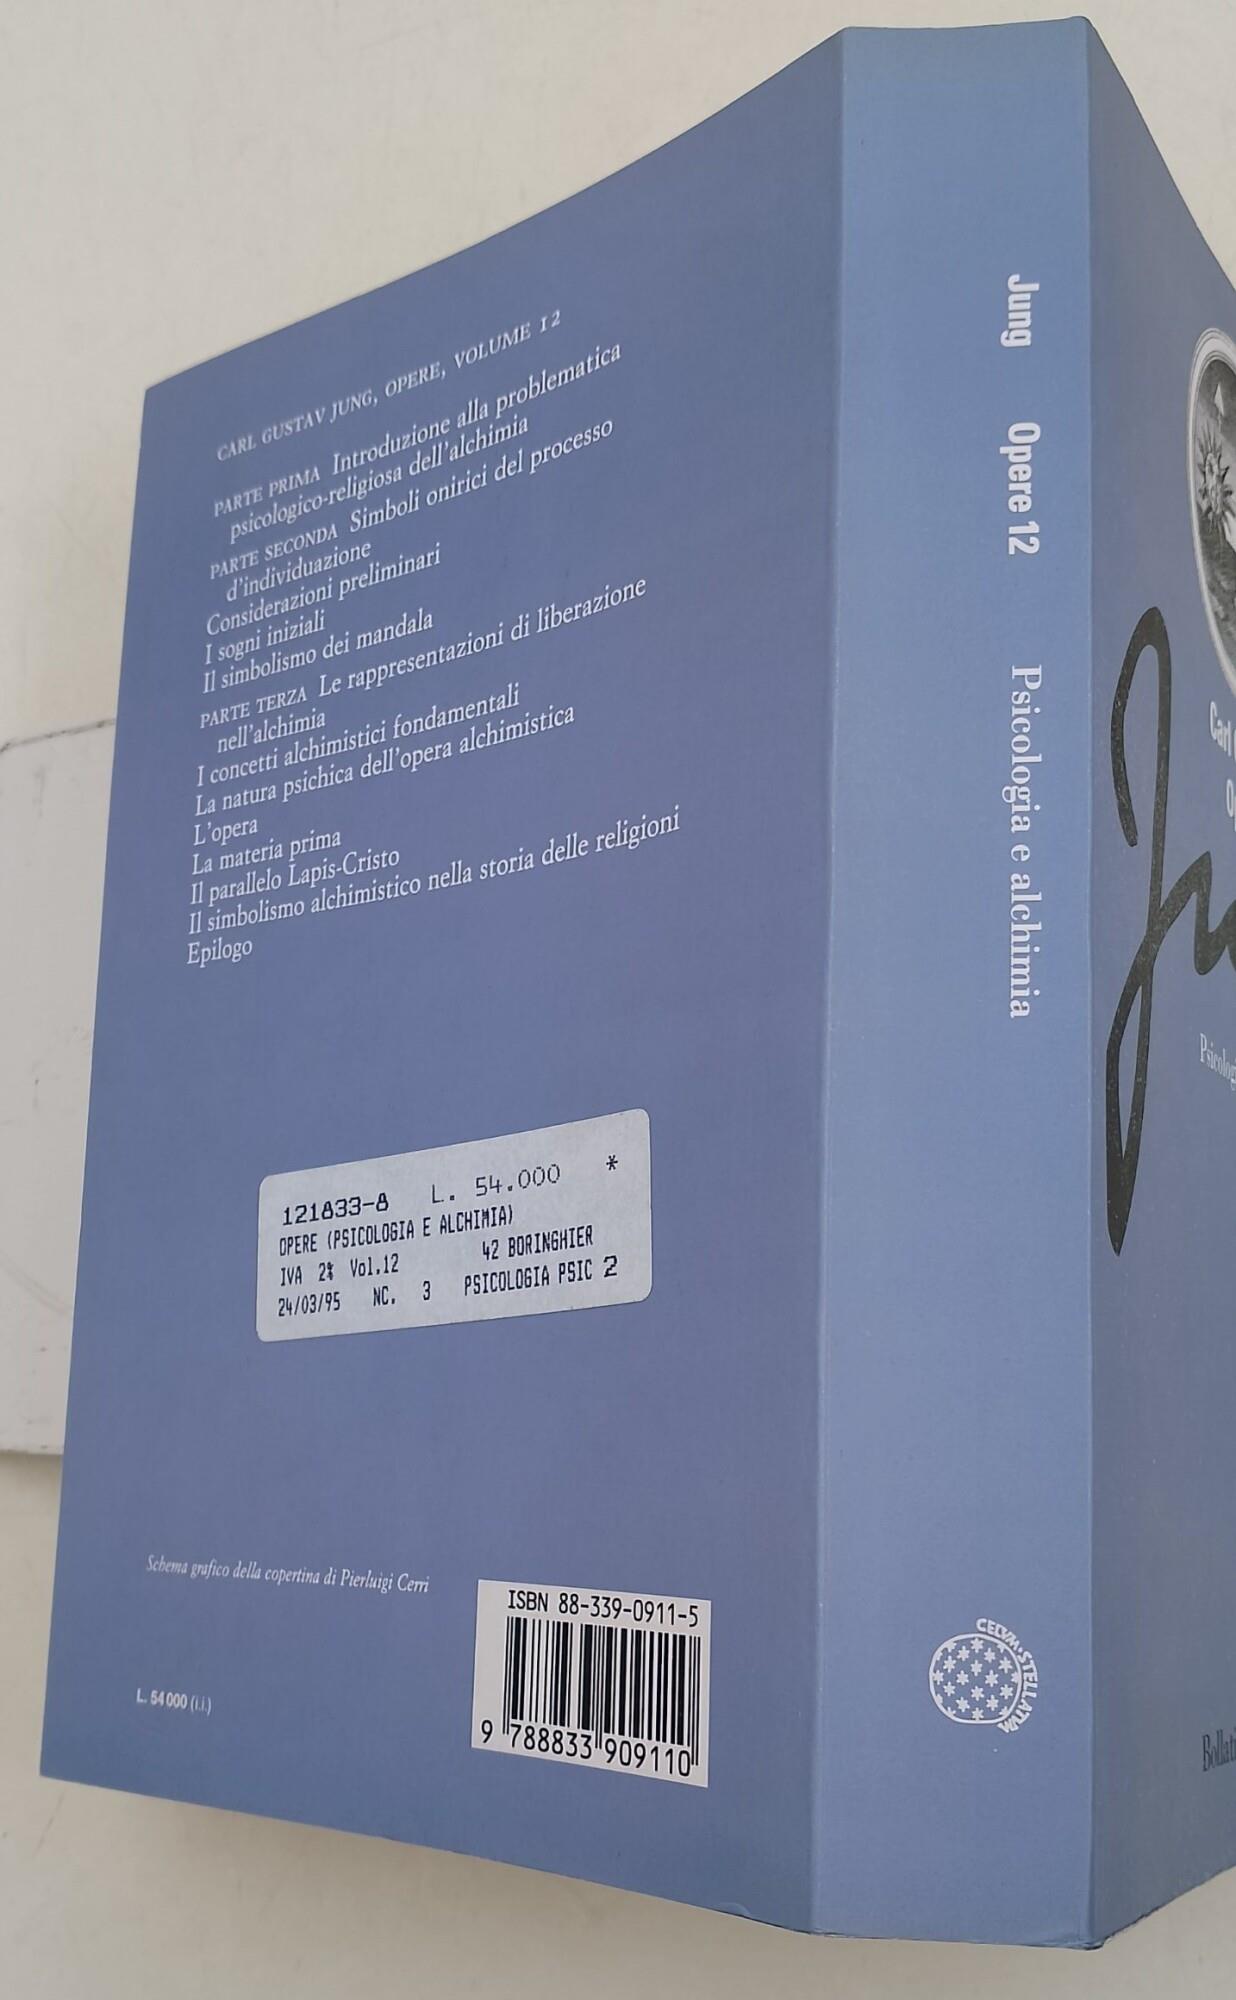 CARL GUSTAV JUNG, OPERE, VOLUME 12
PARTE PRIMA Introduzione alla problematica
psicologico-religiosa dell'alchimia
PARTE SECONDA Simboli onirici del processo
d'individuazione
Considerazioni preliminari
I sogni iniziali
Il simbolismo dei mandala
PARTE TERZA Le rappresentazioni di liberazione
nell'alchimia
I concetti alchimistici fondamentali
La natura psichica dell'opera alchimistica
L'opera
La materia prima
Il parallelo Lapis-Cristo
Il simbolismo alchimistico nella storia delle religioni
Epilogo
121833-8 L. 54.000 *
OPERE (PSICOLOGIA E ALCHIMIA)
IVA 2% Vol.12 42 BORINGHIER
24/03/95 NC. 3 PSICOLOGIA PSIC 2
Schema grafico della copertina di Pierluigi Cerri
L. 54 000 (i.i.)
ISBN 88-339-0911-5
9 788833 909110
Jung Opere 12 Psicologia e alchimia
CELVM·STELLATVM
Carl
Psicolog
Bollat